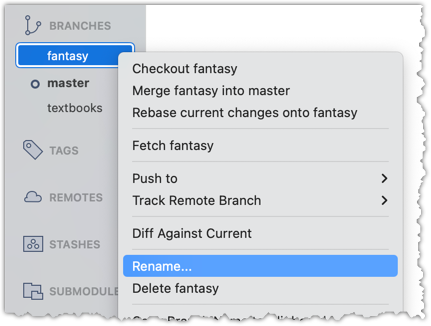 BRANCHES
fantasy
master
textbooks
TAGS
REMOTES
STASHES
SUBMODULE
Checkout fantasy
Merge fantasy into master
Rebase current changes onto fantasy
Fetch fantasy
Push to
Track Remote Branch
Diff Against Current
Rename...
Delete fantasy